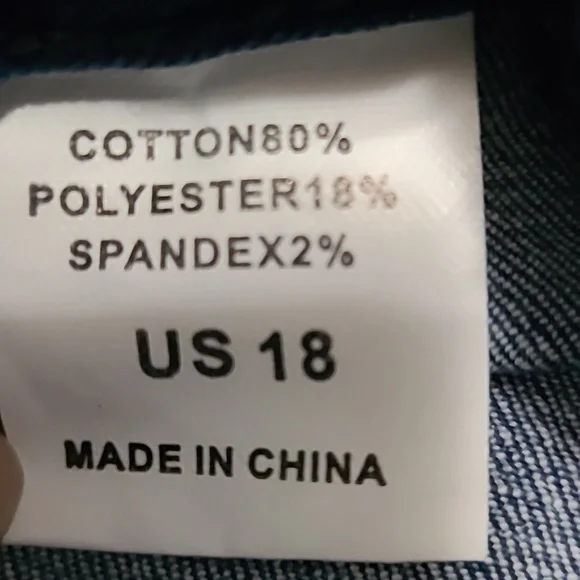 COTTON80%
POLYESTER18%
SPANDEX2%
US 18
MADE IN CHINA